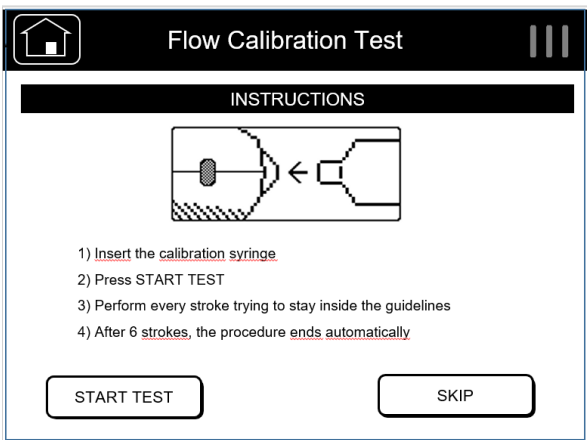 Flow Calibration Test
INSTRUCTIONS
1) Insert the calibration syringe
2) Press START TEST
3) Perform every stroke trying to stay inside the guidelines
4) After 6 strokes, the procedure ends automatically
START TEST
SKIP